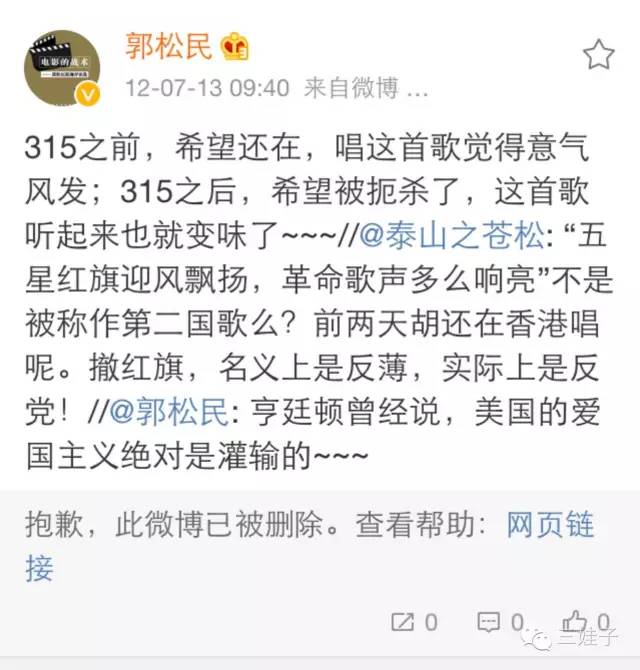 电影的战术
郭松民
12-07-13 09:40 来自微博 ...
315之前，希望还在，唱这首歌觉得意气
风发；315之后，希望被扼杀了，这首歌
听起来也就变味了~~~//@泰山之苍松: “五
星红旗迎风飘扬，革命歌声多么响亮”不是
被称作第二国歌么？前两天胡还在香港唱
呢。撤红旗，名义上是反薄，实际上是反
党！//@郭松民: 亨廷顿曾经说，美国的爱
国主义绝对是灌输的~~~
抱歉，此微博已被删除。查看帮助：网页链
接
0 0 0
三娃子